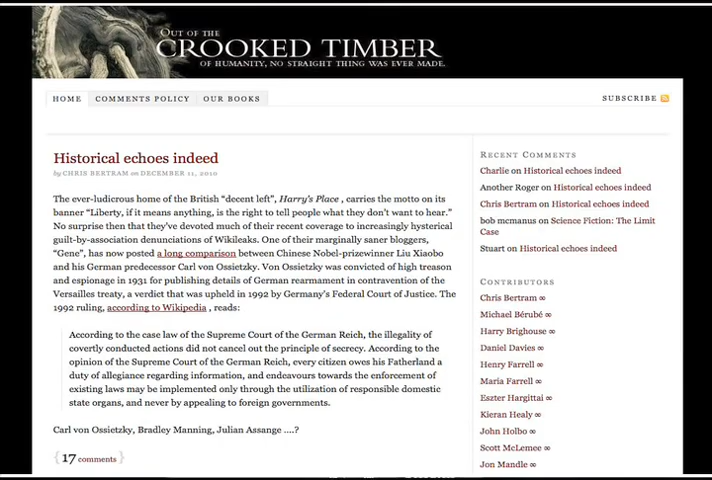 OUT OF THE
CROOKED TIMBER
OF HUMANITY, NO STRAIGHT THING WAS EVER MADE.
HOME
COMMENTS POLICY
OUR BOOKS
SUBSCRIBE
Historical echoes indeed
by CHRIS BERTRAM on DECEMBER 11, 2010
The ever-ludicrous home of the British “decent left”, Harry’s Place , carries the motto on its
banner “Liberty, if it means anything, is the right to tell people what they don’t want to hear.”
No surprise then that they’ve devoted much of their recent coverage to increasingly hysterical
guilt-by-association denunciations of Wikileaks. One of their marginally saner bloggers,
“Gene”, has now posted a long comparison between Chinese Nobel-prizewinner Liu Xiaobo
and his German predecessor Carl von Ossietzky. Von Ossietzky was convicted of high treason
and espionage in 1931 for publishing details of German rearmament in contravention of the
Versailles treaty, a verdict that was upheld in 1992 by Germany’s Federal Court of Justice. The
1992 ruling, according to Wikipedia , reads:
According to the case law of the Supreme Court of the German Reich, the illegality of
covertly conducted actions did not cancel out the principle of secrecy. According to the
opinion of the Supreme Court of the German Reich, every citizen owes his Fatherland a
duty of allegiance regarding information, and endeavours towards the enforcement of
existing laws may be implemented only through the utilization of responsible domestic
state organs, and never by appealing to foreign governments.
Carl von Ossietzky, Bradley Manning, Julian Assange ....?
{ 17 comments }
RECENT COMMENTS
Charlie on Historical echoes indeed
Another Roger on Historical echoes indeed
Chris Bertram on Historical echoes indeed
bob mcmanus on Science Fiction: The Limit
Case
Stuart on Historical echoes indeed
CONTRIBUTORS
Chris Bertram ∞
Michael Bérubé ∞
Harry Brighouse ∞
Daniel Davies ∞
Henry Farrell ∞
Maria Farrell ∞
Eszter Hargittai ∞
Kieran Healy ∞
John Holbo ∞
Scott McLemee ∞
Jon Mandle ∞